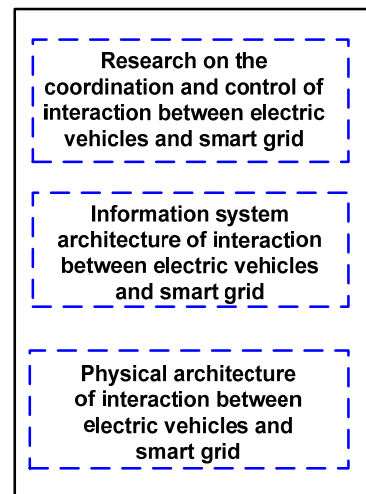 Research on the
coordination and control of
interaction between electric
vehicles and smart grid
Information system
architecture of interaction
between electric vehicles
and smart grid
Physical architecture
of interaction between
electric vehicles and
smart grid